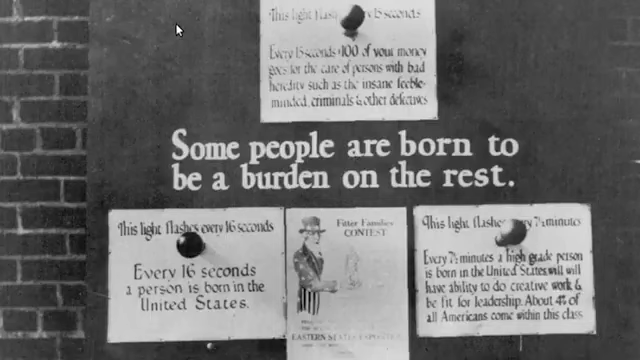 This light flash y 15 seconds
Every 15 seconds $100 of your money
goes for the care of persons with bad
heredity such as the insane feeble-
minded, criminals & other defectives
Some people are born to
be a burden on the rest.
This light flashes every 16 seconds
Every 16 seconds
a person is born in the
United States.
Fitter Families
CONTEST
EASTERN STATES EXPOSITION
This light flashes ry 7½ minutes
Every 7½ minutes a high grade person
is born in the United States will will
have ability to do creative work &
be fit for leadership. About 4% of
all Americans come within this class